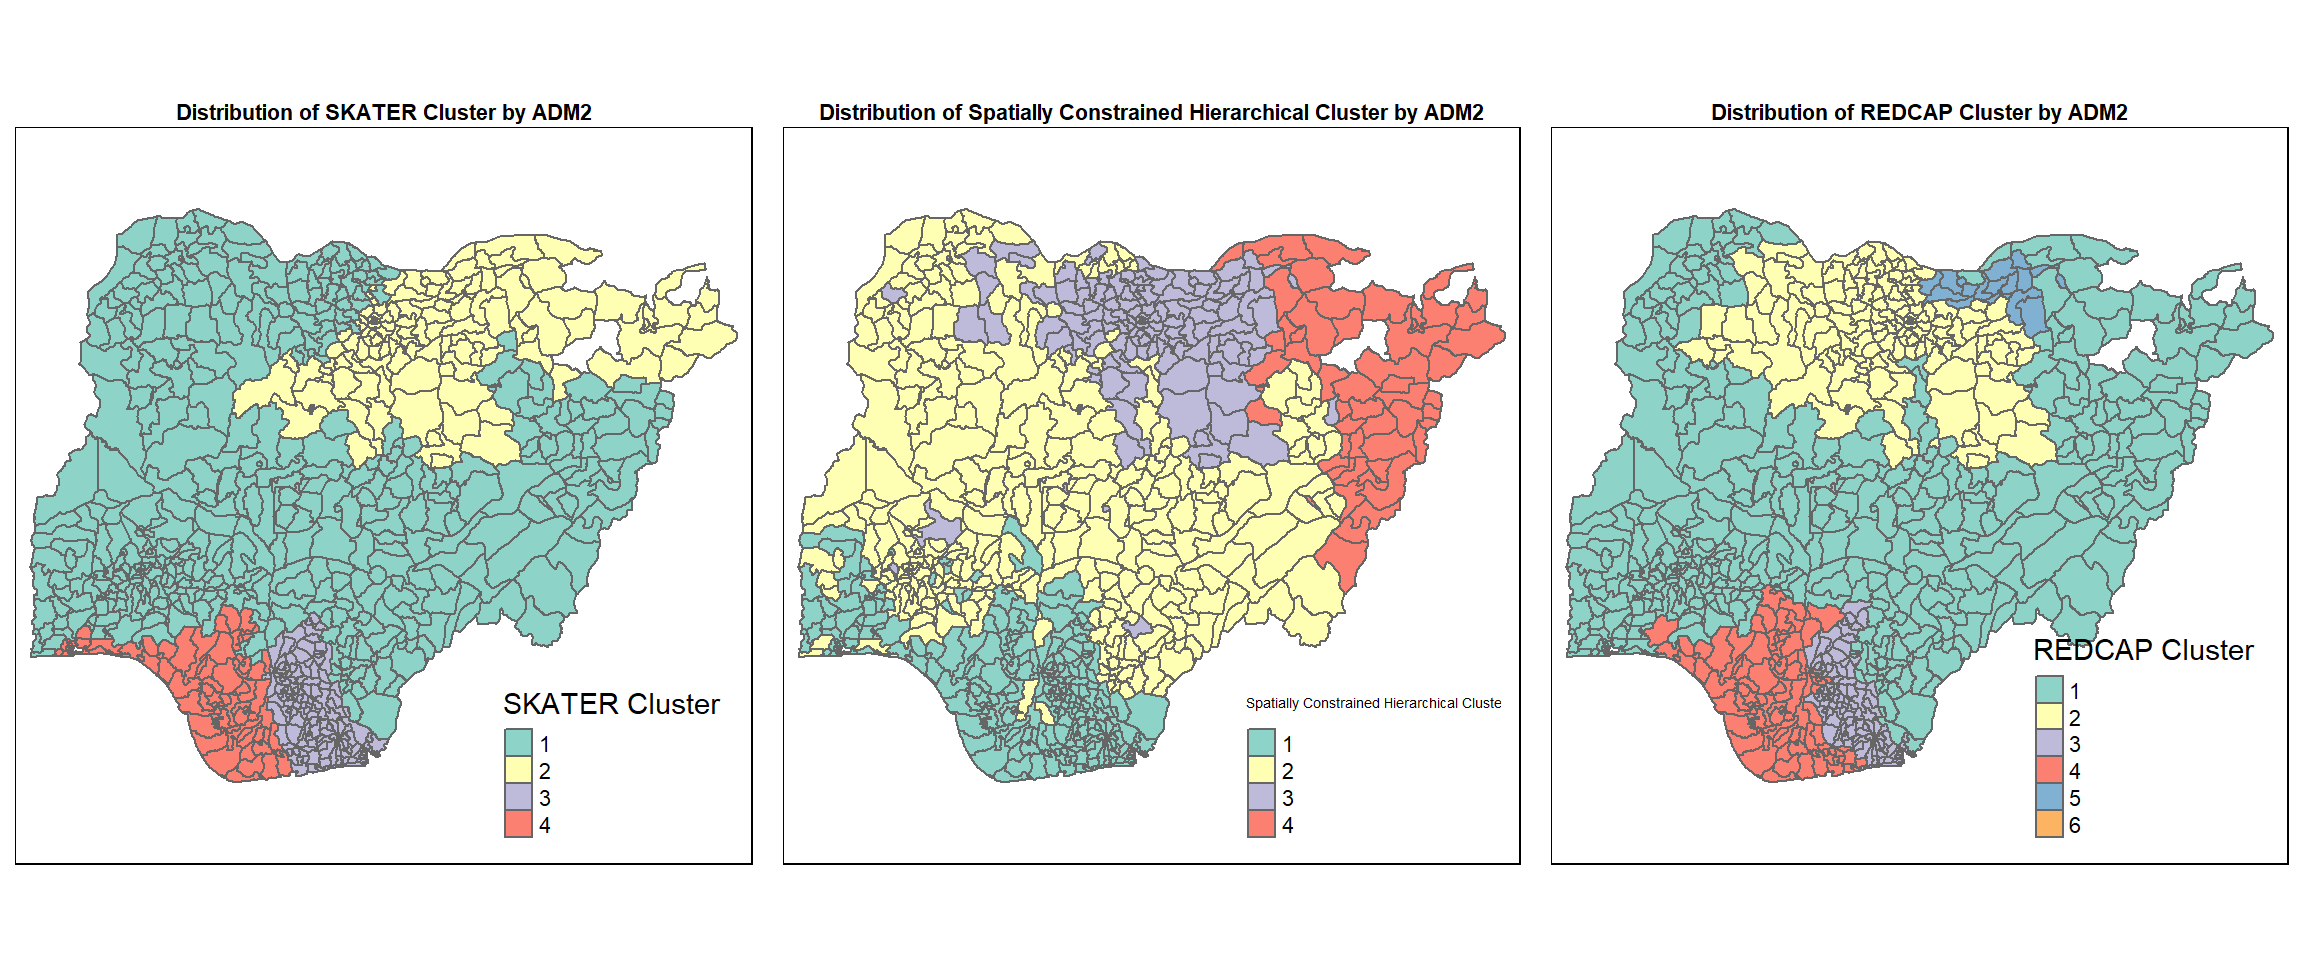 Distribution of SKATER Cluster by ADM2
SKATER Cluster
1
2
3
4
Distribution of Spatially Constrained Hierarchical Cluster by ADM2
Spatially Constrained Hierarchical Cluste
1
2
3
4
Distribution of REDCAP Cluster by ADM2
REDCAP Cluster
1
2
3
4
5
6